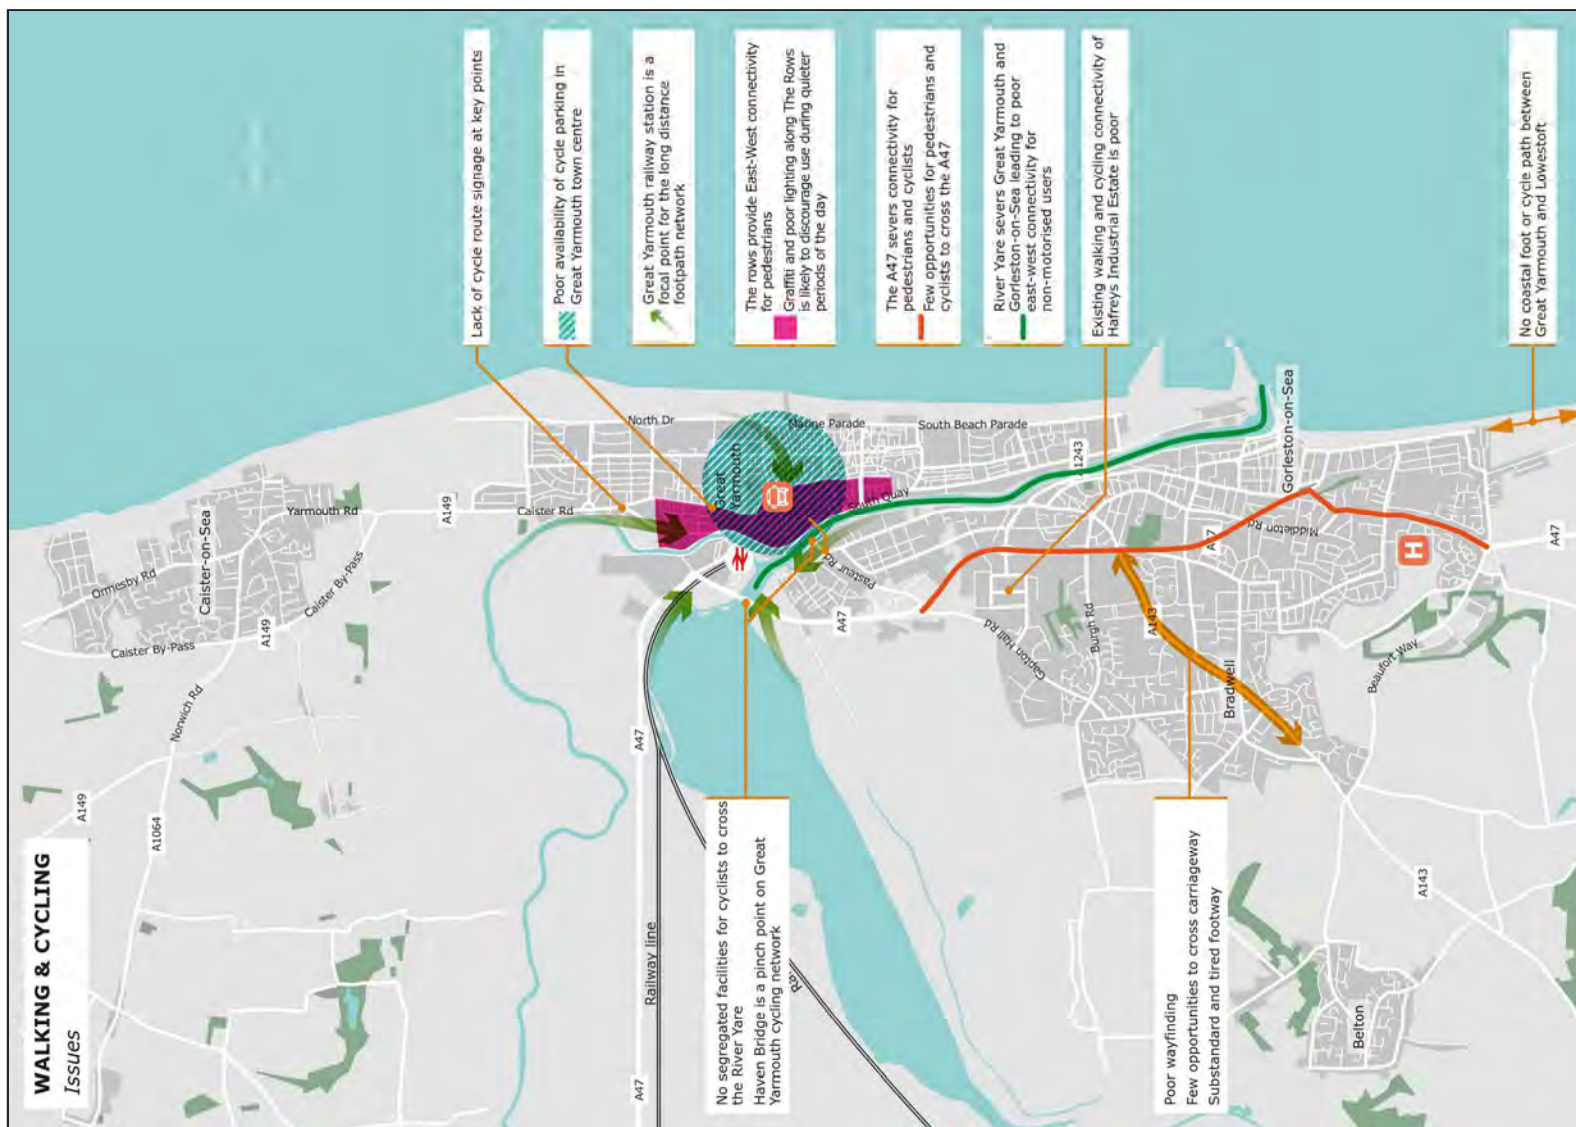 WALKING & CYCLING
Issues
Lack of cycle route signage at key points
Poor availability of cycle parking in
Great Yarmouth town centre
Great Yarmouth railway station is a
focal point for the long distance
footpath network
The rows provide East-West connectivity
for pedestrians
Graffiti and poor lighting along The Rows
is likely to discourage use during quieter
periods of the day
The A47 severs connectivity for
pedestrians and cyclists
Few opportunities for pedestrians and
cyclists to cross the A47
River Yare severs Great Yarmouth and
Gorleston-on-Sea leading to poor
east-west connectivity for
non-motorised users
Existing walking and cycling connectivity of
Hafreys Industrial Estate is poor
No coastal foot or cycle path between
Great Yarmouth and Lowestoft
No segregated facilities for cyclists to cross
the River Yare
Haven Bridge is a pinch point on Great
Yarmouth cycling network
Poor wayfinding
Few opportunities to cross carriageway
Substandard and tired footway
Ormesby Rd
Caister-on-Sea
Yarmouth Rd
Caister By-Pass
Caister By-Pass
A149
Norwich Rd
A149
A1064
A149
Caister Rd
North Dr
Great
Yarmouth
Marine Parade
South Beach Parade
South Quay
Pasteur Rd
A47
A47
A47
Railway line
Ra
A1243
Gorleston-on-Sea
Middleton Rd
A47
A47
H
Gapton Hall Rd
Burgh Rd
A143
Bradwell
Beaufort Way
A143
Belton